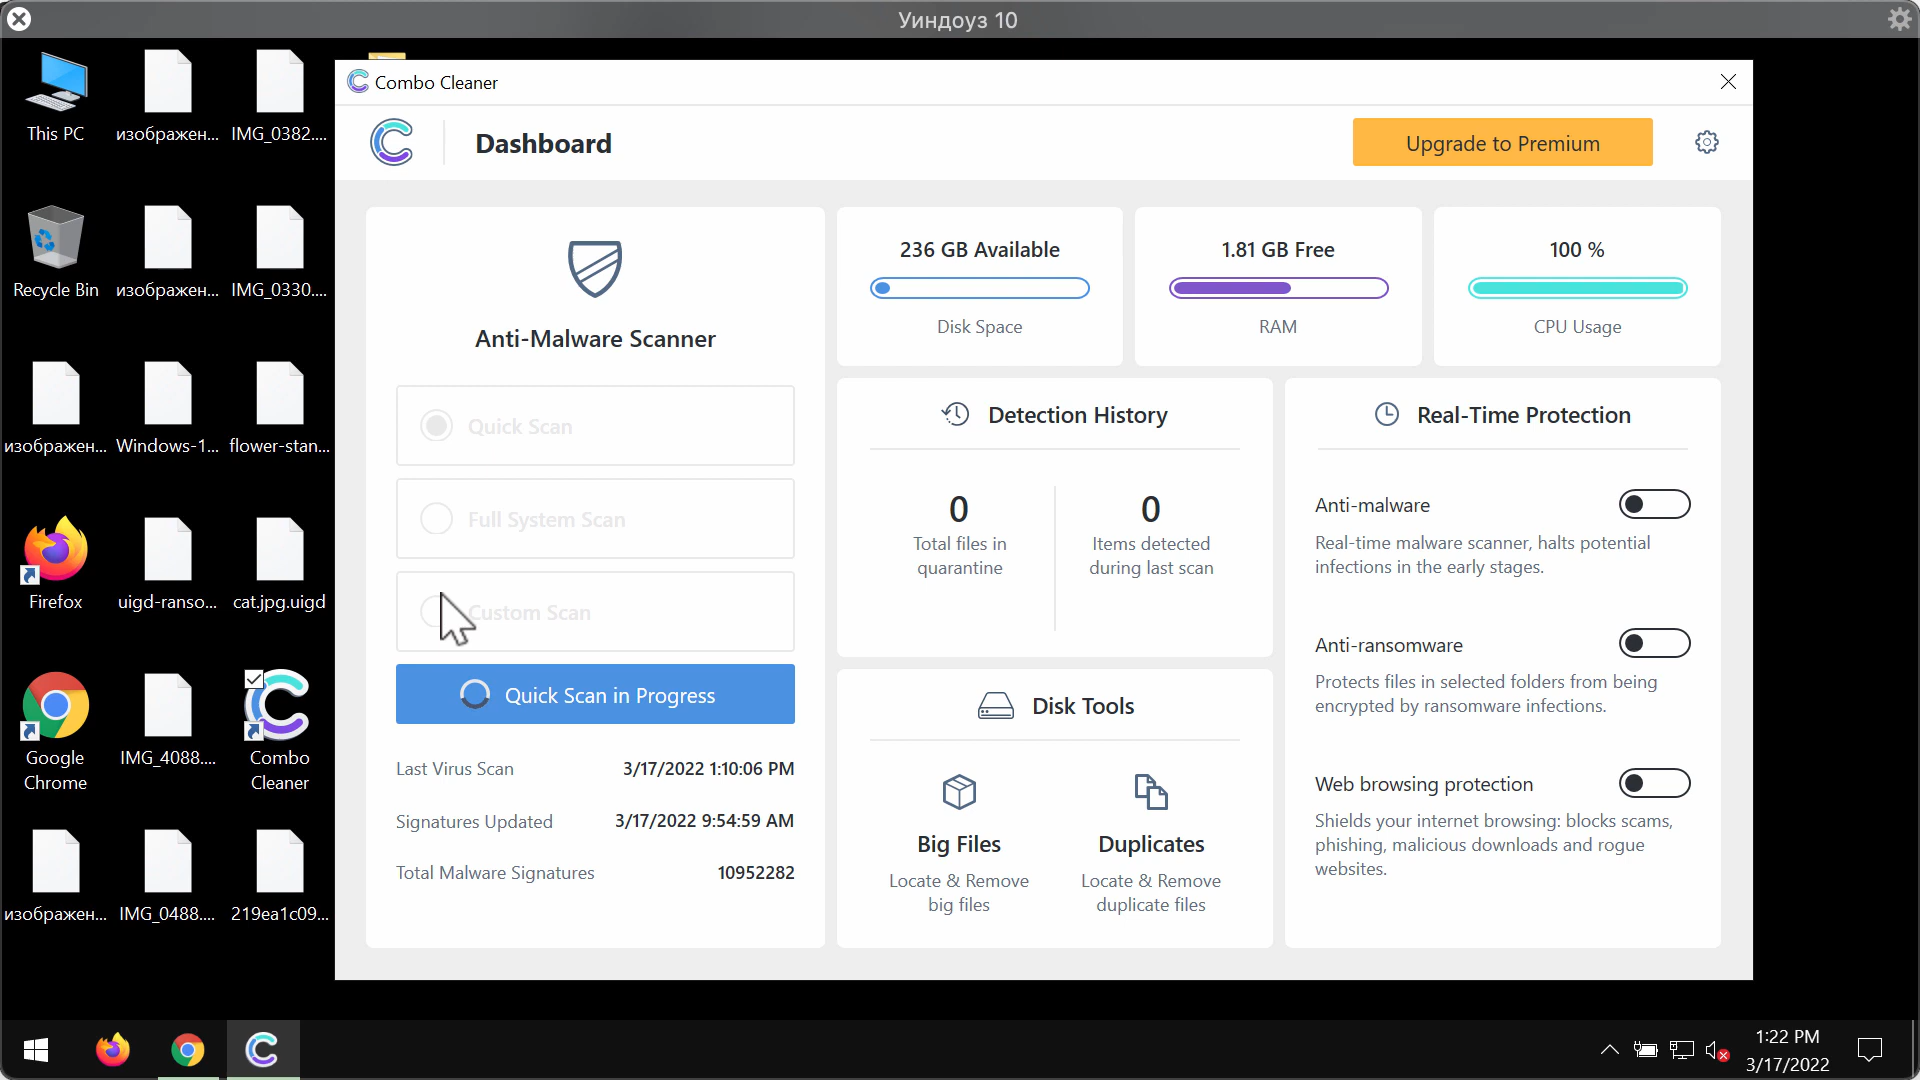 Уиндоуз 10
This PC
изображен...
IMG_0382....
Recycle Bin
изображен...
IMG_0330....
изображен...
Windows-1...
flower-stan...
Firefox
uigd-ranso...
cat.jpg.uigd
Google
Chrome
IMG_4088....
Combo
Cleaner
изображен...
IMG_0488....
219ea1c09...
Combo Cleaner
Dashboard
Upgrade to Premium
Anti-Malware Scanner
Quick Scan
Full System Scan
Custom Scan
Quick Scan in Progress
Last Virus Scan 3/17/2022 1:10:06 PM
Signatures Updated 3/17/2022 9:54:59 AM
Total Malware Signatures 10952282
236 GB Available
Disk Space
1.81 GB Free
RAM
100 %
CPU Usage
Detection History
0
Total files in
quarantine
0
Items detected
during last scan
Disk Tools
Big Files
Locate & Remove
big files
Duplicates
Locate & Remove
duplicate files
Real-Time Protection
Anti-malware
Real-time malware scanner, halts potential
infections in the early stages.
Anti-ransomware
Protects files in selected folders from being
encrypted by ransomware infections.
Web browsing protection
Shields your internet browsing: blocks scams,
phishing, malicious downloads and rogue
websites.
1:22 PM
3/17/2022